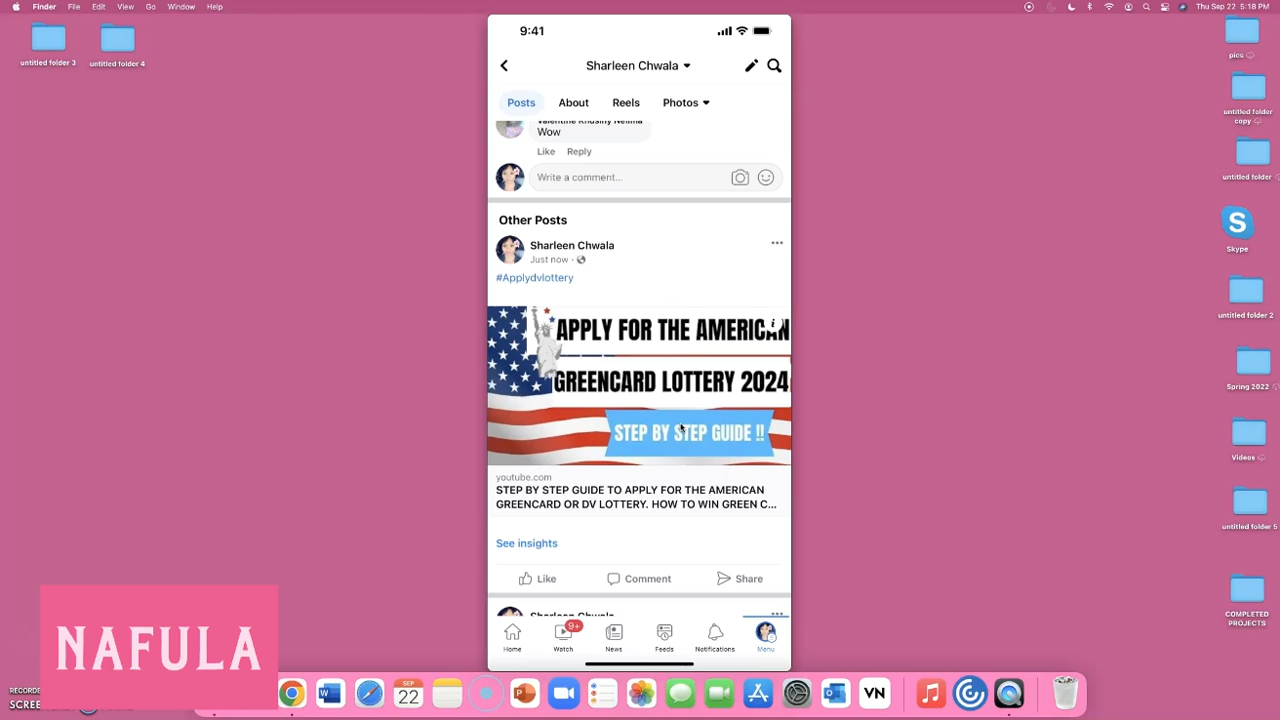 Finder File Edit View Go Window Help
Thu Sep 22 5:18 PM
untitled folder 3
untitled folder 4
9:41
Sharleen Chwala
Posts About Reels Photos
Wow
Like Reply
Write a comment...
Other Posts
Sharleen Chwala
Just now ·
#Applydvlottery
APPLY FOR THE AMERICAN
GREENCARD LOTTERY 2024
STEP BY STEP GUIDE !!
youtube.com
STEP BY STEP GUIDE TO APPLY FOR THE AMERICAN
GREENCARD OR DV LOTTERY. HOW TO WIN GREEN C...
See insights
Like Comment Share
Sharleen Chwala
9+
Home Watch News Feeds Notifications Menu
pics
untitled folder
copy
untitled folder
Skype
untitled folder 2
Spring 2022
Videos
untitled folder 5
COMPLETED
PROJECTS
NAFULA
SEP
22
VN